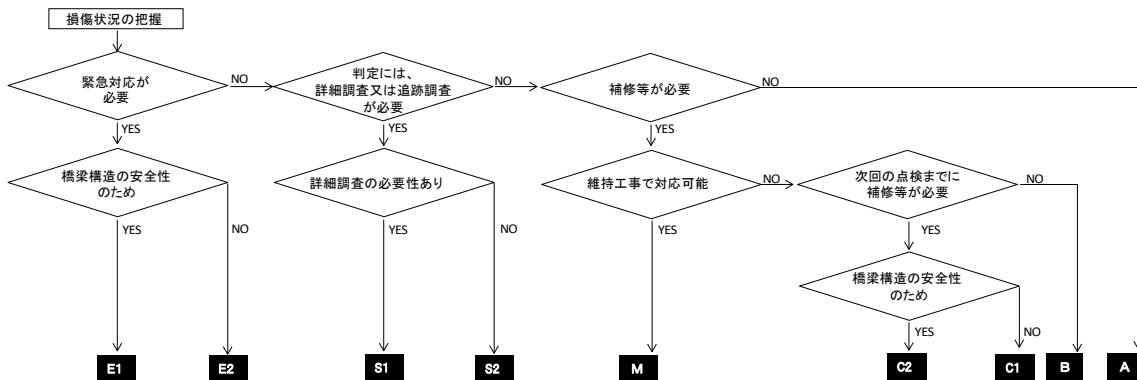 損傷状況の把握
緊急対応が
必要
NO
判定には、
詳細調査又は追跡調査
が必要
NO
補修等が必要
NO
YES
YES
YES
橋梁構造の安全性
のため
詳細調査の必要性あり
維持工事で対応可能
NO
次回の点検までに
補修等が必要
NO
YES
NO
YES
NO
YES
YES
橋梁構造の安全性
のため
YES
NO
E1
E2
S1
S2
M
C2
C1
B
A